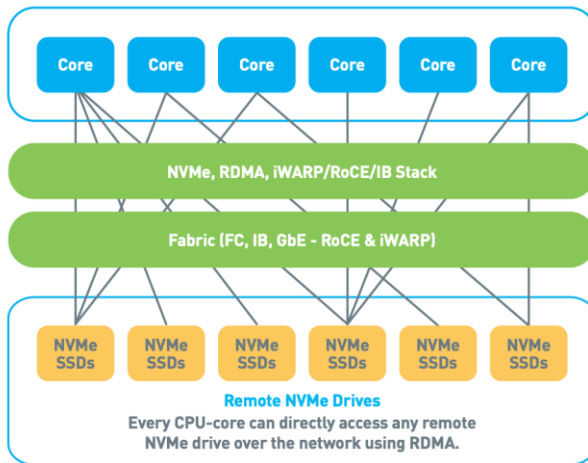 Core
Core
Core
Core
Core
Core
NVMe, RDMA, iWARP/RoCE/IB Stack
Fabric (FC, IB, GbE - RoCE & iWARP)
NVMe
SSDs
NVMe
SSDs
NVMe
SSDs
NVMe
SSDs
NVMe
SSDs
NVMe
SSDs
Remote NVMe Drives
Every CPU-core can directly access any remote
NVMe drive over the network using RDMA.